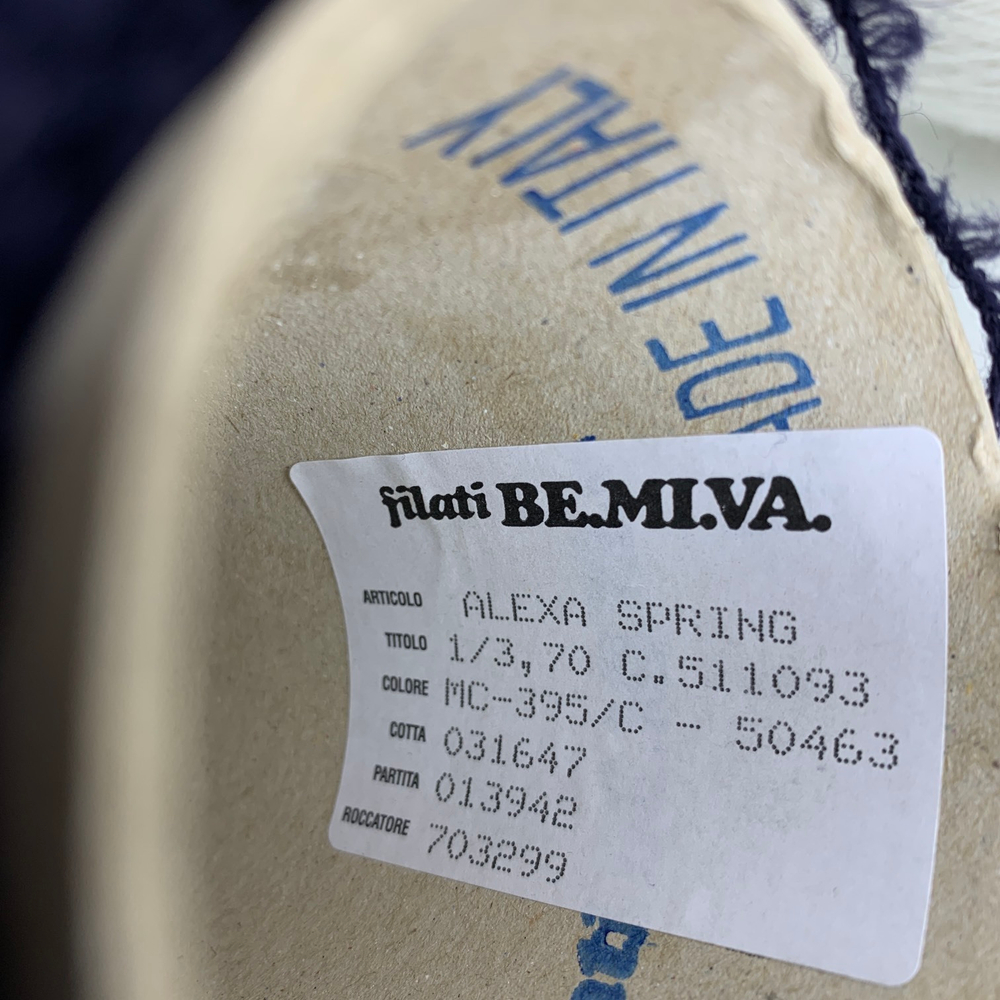 ADE IN ITALY
filati BE.MI.VA.
ARTICOLO ALEXA SPRING
TITOLO 1/3,70 C.511093
COLORE MC-395/C - 50463
COTTA 031647
PARTITA 013942
ROCCATORE 703299